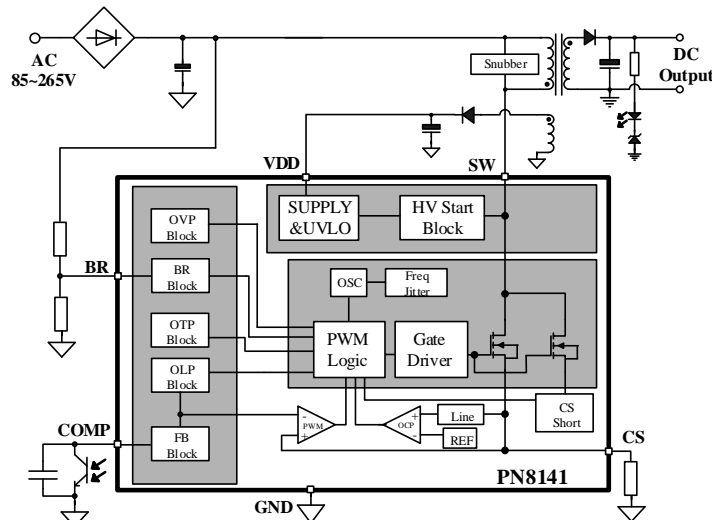 AC
85~265V
Snubber
DC
Output
VDD
SW
OVP
Block
SUPPLY
&UVLO
HV Start
Block
BR
BR
Block
OSC
Freq
Jitter
OTP
Block
PWM
Logic
Gate
Driver
OLP
Block
COMP
FB
Block
-
PWM
+
+
OCP
-
Line
REF
CS
Short
CS
PN8141
GND